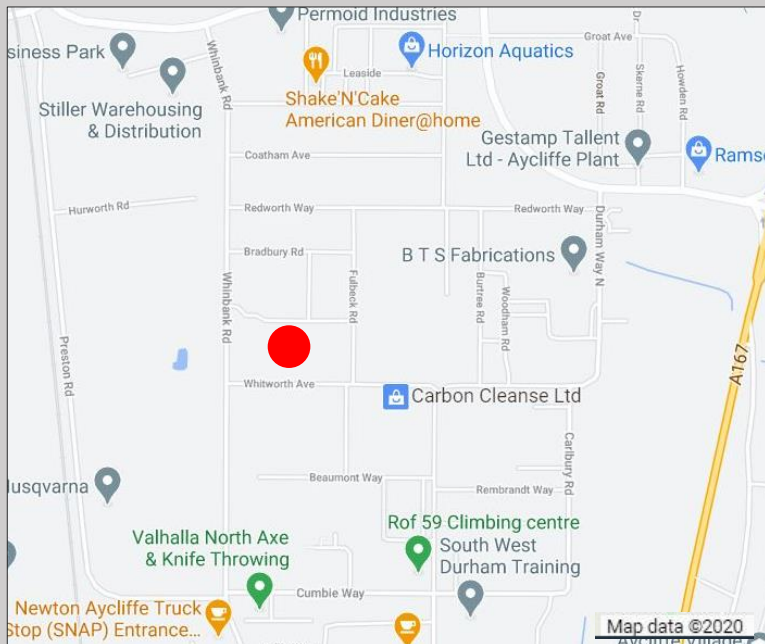 Permoid Industries
siness Park
Whinbank Rd
Horizon Aquatics
Groat Ave
Dr
Leaside
Groat Rd
Skerne Rd
Howden Rd
Stiller Warehousing
& Distribution
Shake'N'Cake
American Diner@home
Gestamp Tallent
Ltd - Aycliffe Plant
Coatham Ave
Hurworth Rd
Redworth Way
Redworth Way
Durham Way N
Bradbury Rd
B T S Fabrications
Whinbank Rd
Fulbeck Rd
Burtree Rd
Woodham Rd
Preston Rd
A167
Whitworth Ave
Carbon Cleanse Ltd
Carlbury Rd
Beaumont Way
Rembrandt Way
Rof 59 Climbing centre
Valhalla North Axe
& Knife Throwing
South West
Durham Training
Cumbie Way
Newton Aycliffe Truck
Stop (SNAP) Entrance...
Map data ©2020